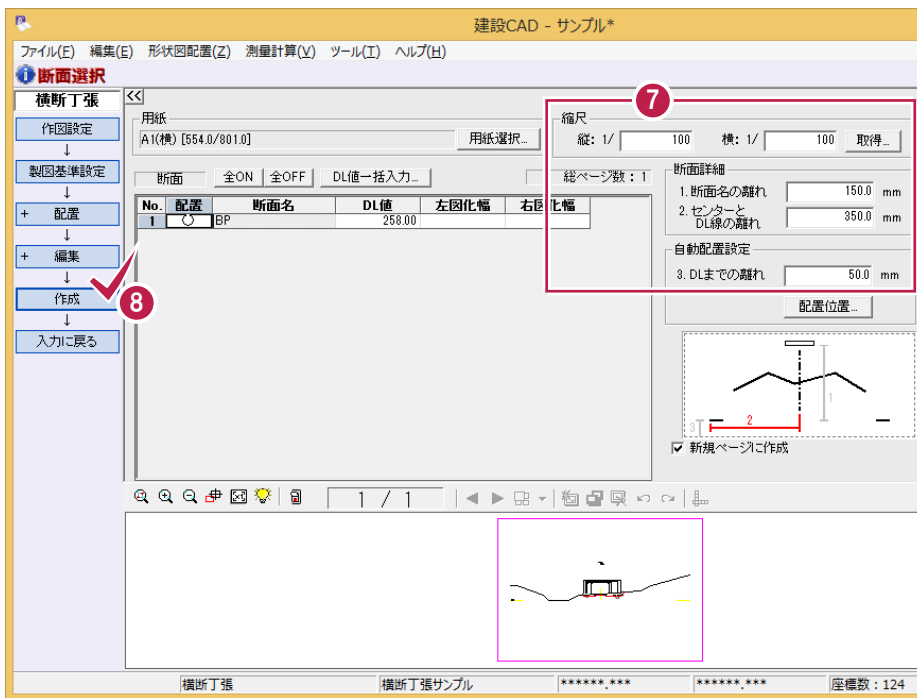 建設CAD - サンプル*
ファイル(F) 編集(E) 形状図配置(Z) 測量計算(V) ツール(T) ヘルプ(H)
断面選択
横断丁張
作図設定
↓
製図基準設定
↓
+ 配置
↓
+ 編集
↓
作成
↓
入力に戻る
8
<<
用紙
A1(横) [554.0/801.0]
用紙選択...
断面 全ON 全OFF DL値一括入力... 総ページ数:1
No. 配置 断面名 DL値 左図化幅 右図化幅
1 BP 258.00
7
縮尺
縦: 1/ 100 横: 1/ 100 取得...
断面詳細
1. 断面名の離れ 150.0 mm
2. センターと
DL線の離れ 350.0 mm
自動配置設定
3. DLまでの離れ 50.0 mm
配置位置...
1
2
3
新規ページに作成
1 / 1
横断丁張 横断丁張サンプル ******.*** ******.*** 座標数:124